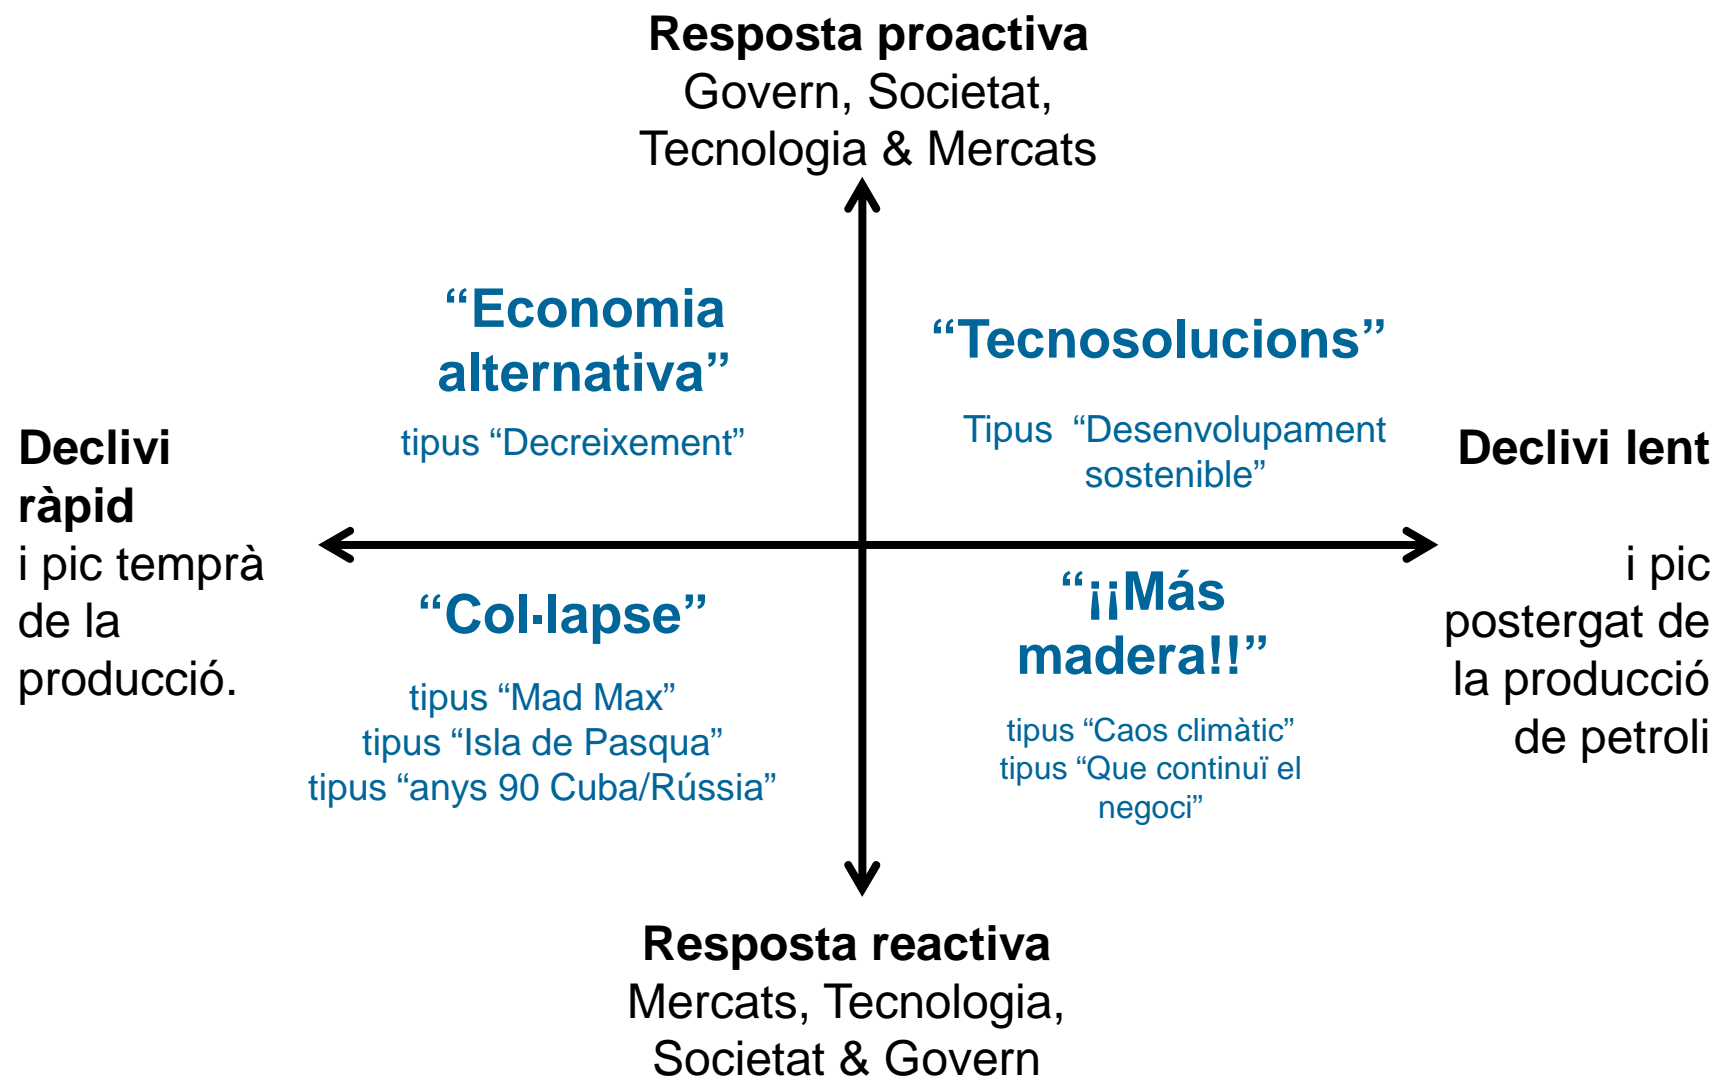 Resposta proactiva
Govern, Societat,
Tecnologia & Mercats
“Economia
alternativa”
tipus “Decreixement”
“Tecnosolucions”
Tipus “Desenvolupament
sostenible”
Declivi
ràpid
i pic temprà
de la
producció.
Declivi lent
i pic
postergat de
la producció
de petroli
“Col·lapse”
tipus “Mad Max”
tipus “Isla de Pasqua”
tipus “anys 90 Cuba/Rússia”
“¡¡Más
madera!!”
tipus “Caos climàtic”
tipus “Que continuï el
negoci”
Resposta reactiva
Mercats, Tecnologia,
Societat & Govern